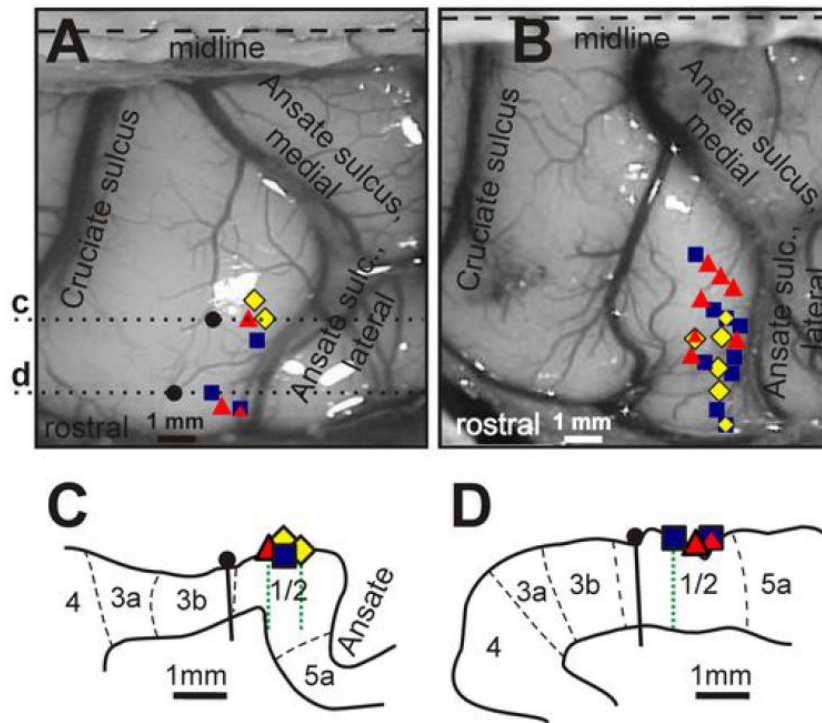 A
midline
Cruciate sulcus
Ansate sulcus,
medial
Ansate sulc.,
lateral
c
d
rostral
1 mm
B
midline
Cruciate sulcus
Ansate sulcus,
medial
Ansate sulc.,
lateral
rostral
1 mm
C
4
3a
3b
1/2
5a
Ansate
1mm
D
4
3a
3b
1/2
5a
1mm